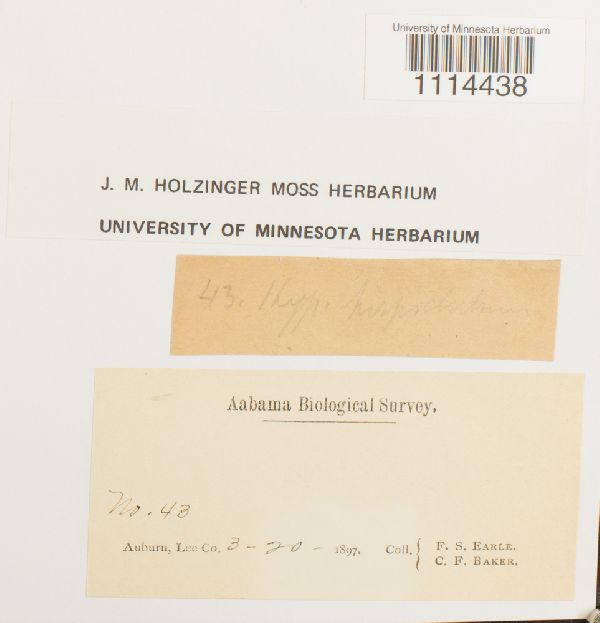 University of Minnesota Herbarium
1114438
J. M. HOLZINGER MOSS HERBARIUM
UNIVERSITY OF MINNESOTA HERBARIUM
43. Hyp.
Aabama Biological Survey.
No. 43
Auburn, Lee Co. 3-20-1897. Coll. { F. S. EARLE.
C. F. BAKER.